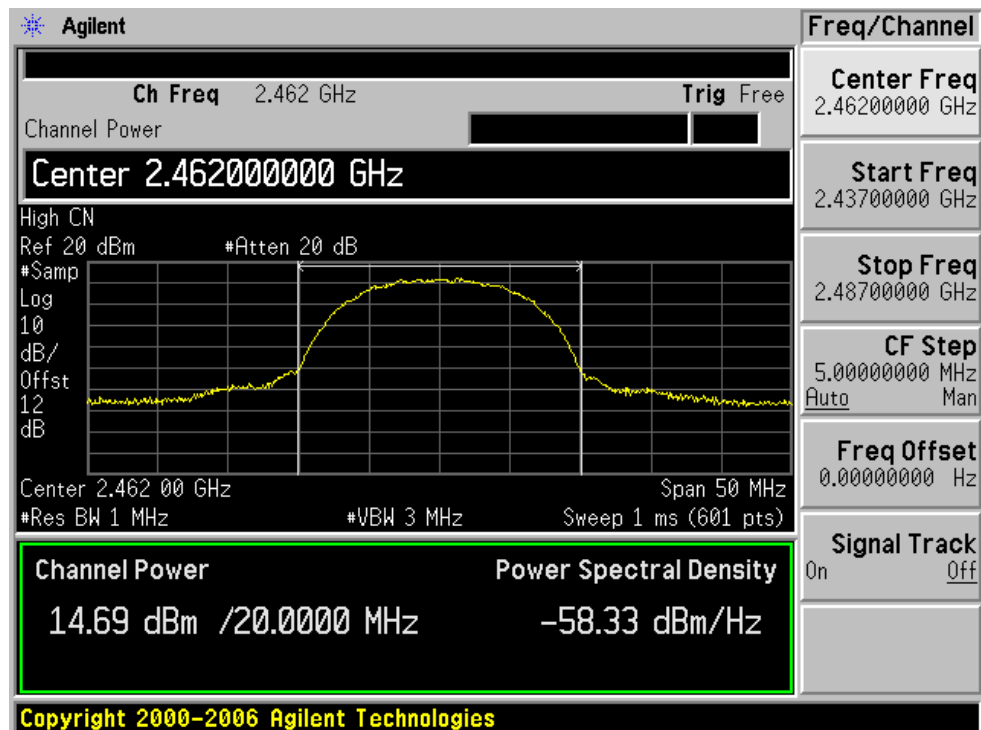 Agilent
Freq/Channel
Ch Freq 2.462 GHz Trig Free
Channel Power
Center 2.462000000 GHz
High CN
Ref 20 dBm #Atten 20 dB
#Samp
Log
10
dB/
Offst
12
dB
Center 2.462 00 GHz Span 50 MHz
#Res BW 1 MHz #VBW 3 MHz Sweep 1 ms (601 pts)
Channel Power Power Spectral Density
14.69 dBm /20.0000 MHz -58.33 dBm/Hz
Center Freq
2.46200000 GHz
Start Freq
2.43700000 GHz
Stop Freq
2.48700000 GHz
CF Step
5.00000000 MHz
Auto Man
Freq Offset
0.00000000 Hz
Signal Track
On Off
Copyright 2000-2006 Agilent Technologies